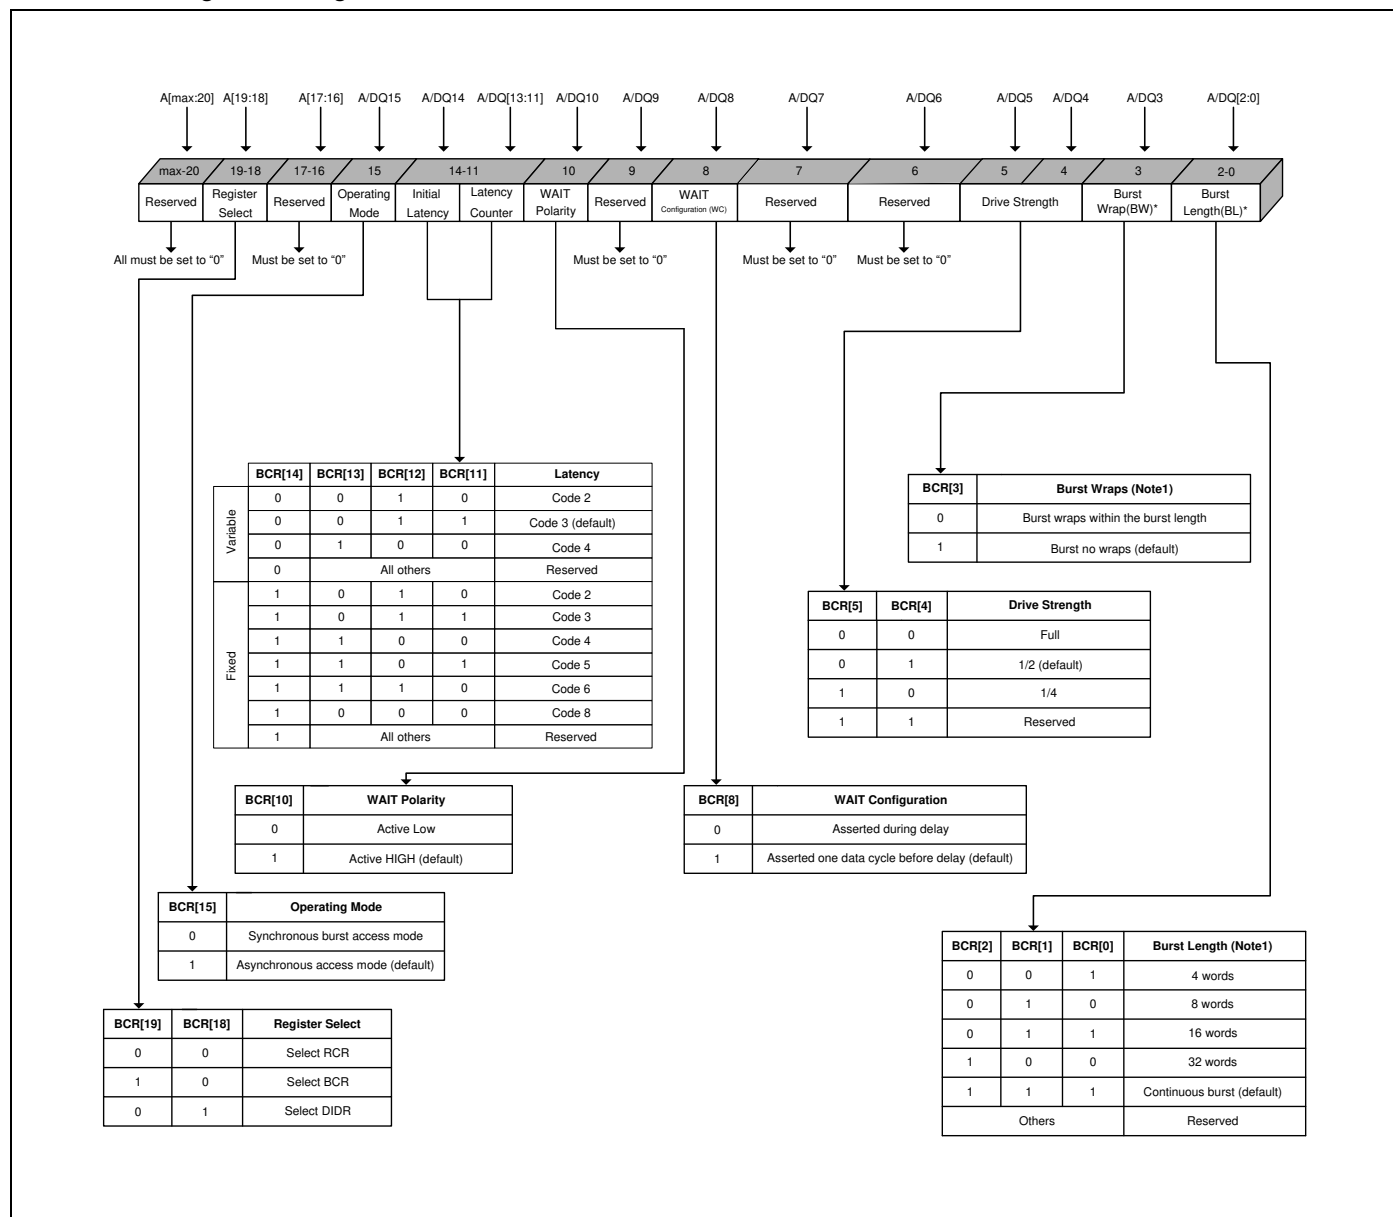 A[max:20] A[19:18] A[17:16] A/DQ15 A/DQ14 A/DQ[13:11] A/DQ10 A/DQ9 A/DQ8 A/DQ7 A/DQ6 A/DQ5 A/DQ4 A/DQ3 A/DQ[2:0]
max-20 19-18 17-16 15 14-11 10 9 8 7 6 5 4 3 2-0
Reserved Register Select Reserved Operating Mode Initial Latency Latency Counter WAIT Polarity Reserved WAIT Configuration (WC) Reserved Reserved Drive Strength Burst Wrap(BW)* Burst Length(BL)*
All must be set to “0” Must be set to “0” Must be set to “0” Must be set to “0” Must be set to “0”
BCR[14] BCR[13] BCR[12] BCR[11] Latency
Variable
0 0 1 0 Code 2
0 0 1 1 Code 3 (default)
0 1 0 0 Code 4
0 All others Reserved
Fixed
1 0 1 0 Code 2
1 0 1 1 Code 3
1 1 0 0 Code 4
1 1 0 1 Code 5
1 1 1 0 Code 6
1 0 0 0 Code 8
1 All others Reserved
BCR[3] Burst Wraps (Note1)
0 Burst wraps within the burst length
1 Burst no wraps (default)
BCR[5] BCR[4] Drive Strength
0 0 Full
0 1 1/2 (default)
1 0 1/4
1 1 Reserved
BCR[10] WAIT Polarity
0 Active Low
1 Active HIGH (default)
BCR[8] WAIT Configuration
0 Asserted during delay
1 Asserted one data cycle before delay (default)
BCR[15] Operating Mode
0 Synchronous burst access mode
1 Asynchronous access mode (default)
BCR[2] BCR[1] BCR[0] Burst Length (Note1)
0 0 1 4 words
0 1 0 8 words
0 1 1 16 words
1 0 0 32 words
1 1 1 Continuous burst (default)
Others Reserved
BCR[19] BCR[18] Register Select
0 0 Select RCR
1 0 Select BCR
0 1 Select DIDR